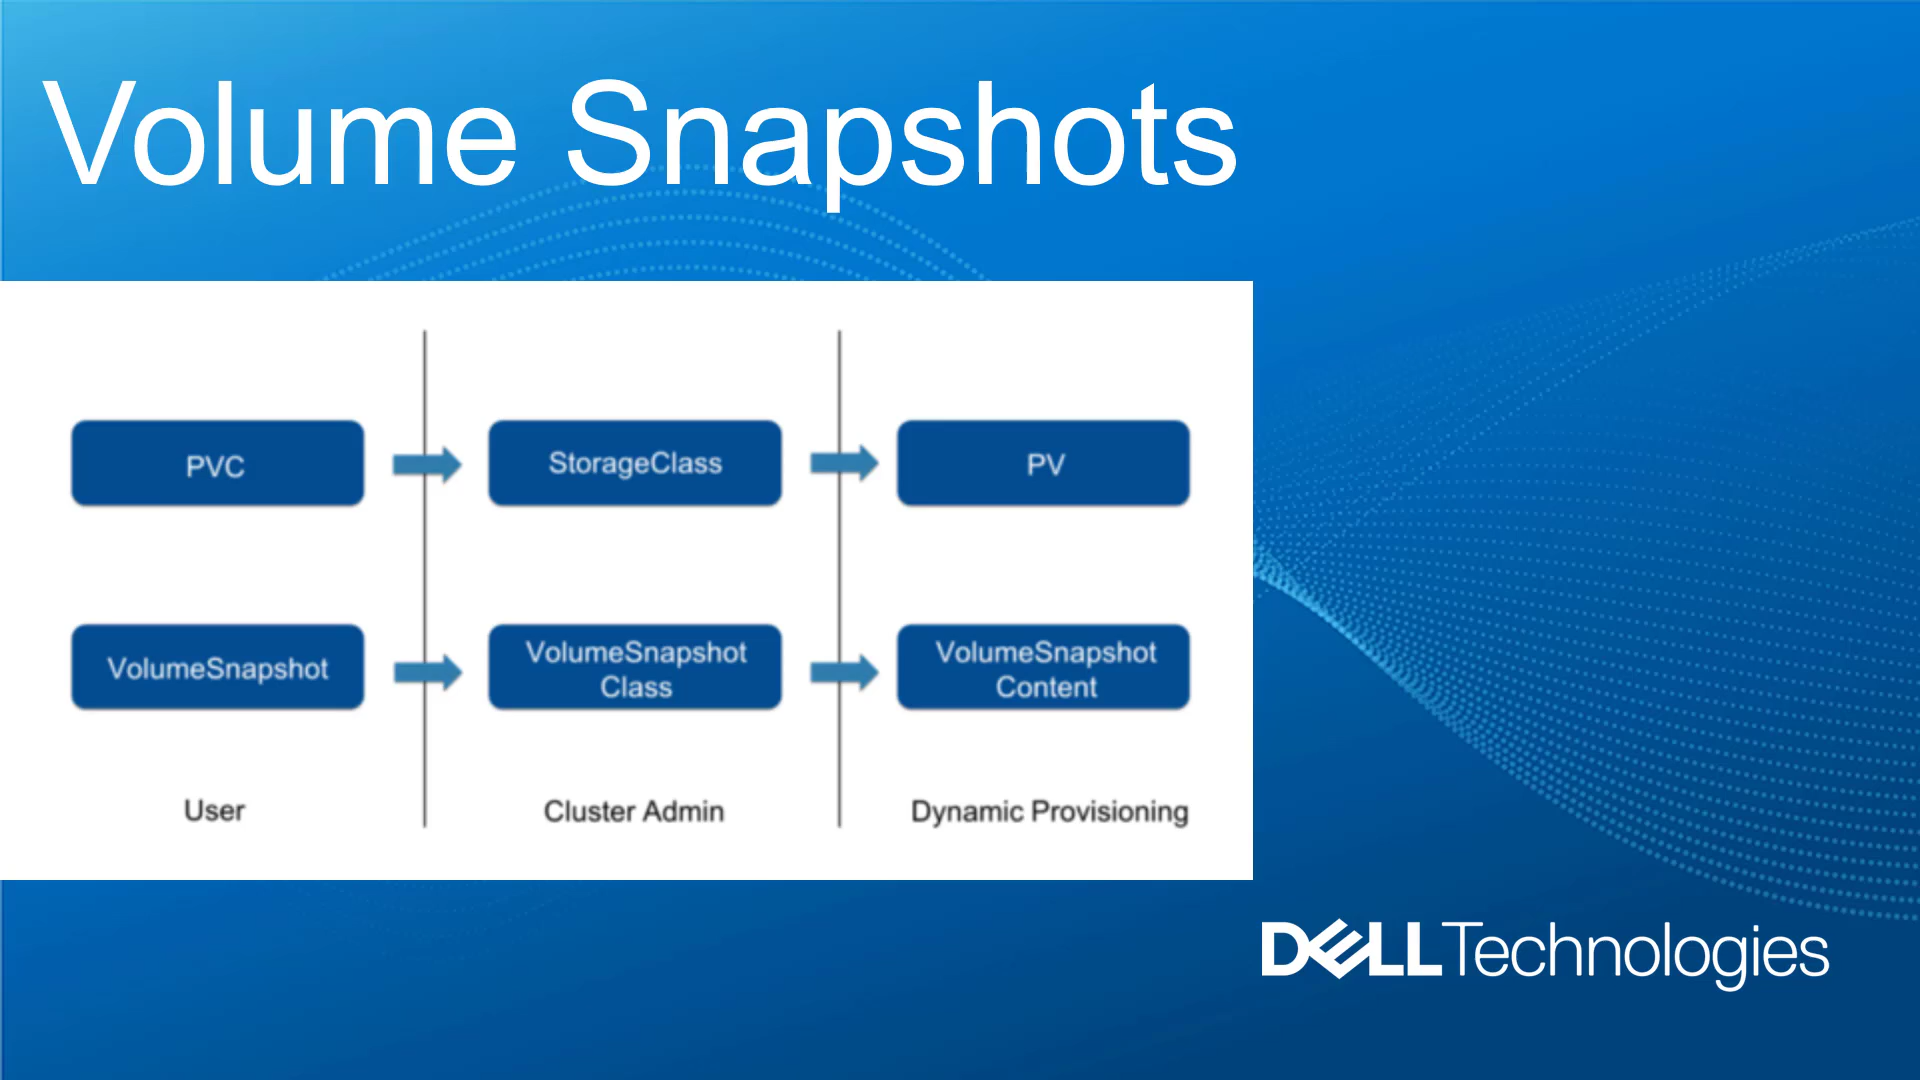 Volume Snapshots
PVC
StorageClass
PV
VolumeSnapshot
VolumeSnapshot
Class
VolumeSnapshot
Content
User
Cluster Admin
Dynamic Provisioning
DELL Technologies